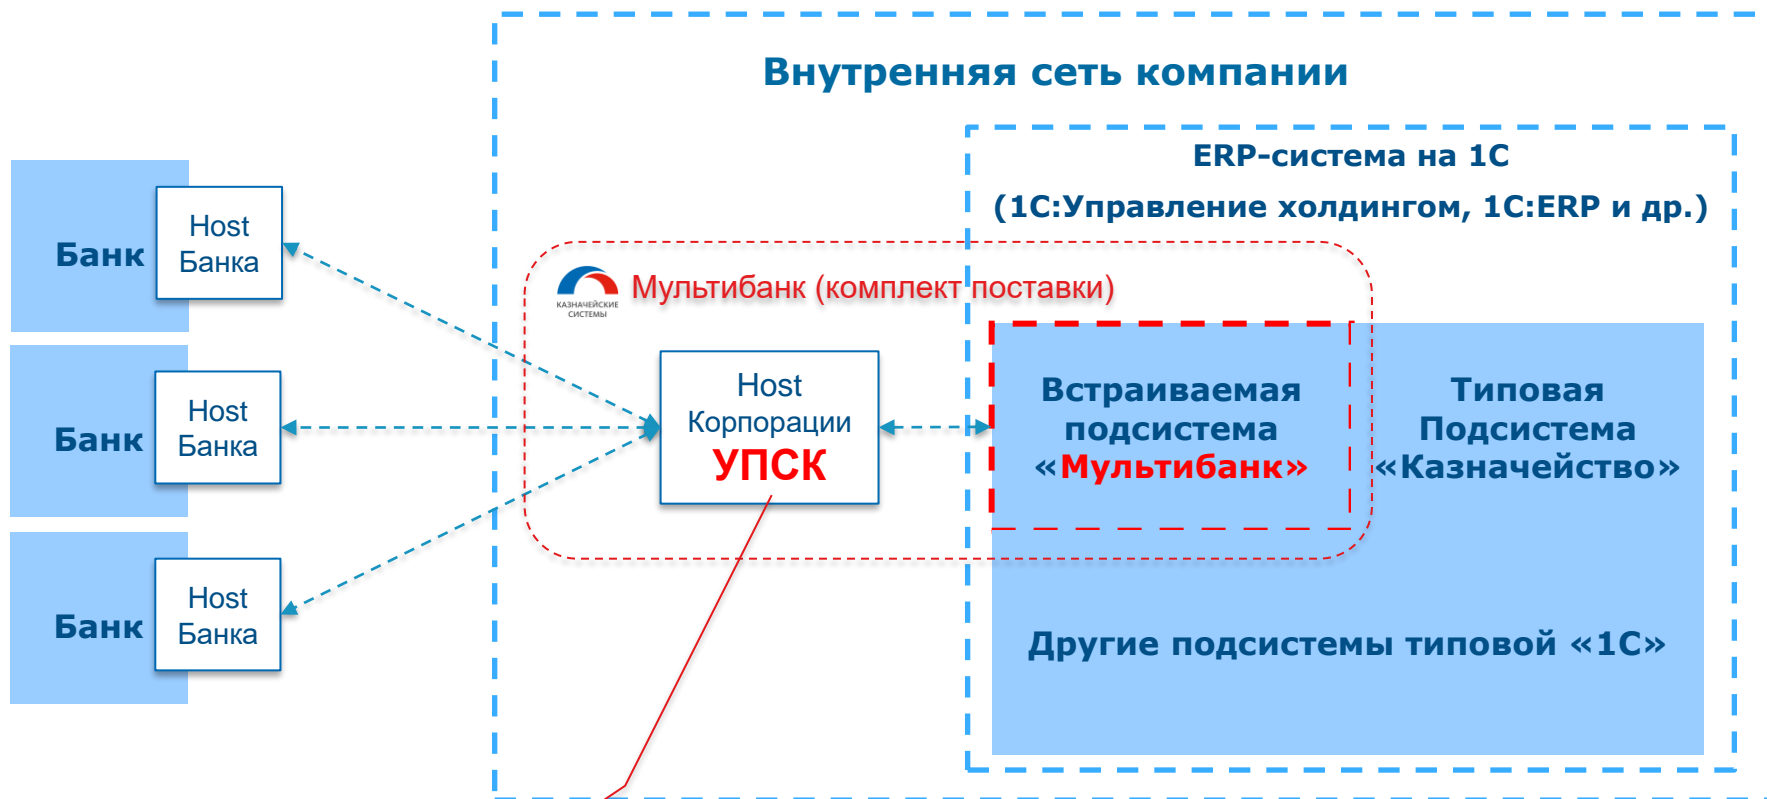 Внутренняя сеть компании
ERP-система на 1С
(1С:Управление холдингом, 1С:ERP и др.)
Банк
Host
Банка
КАЗНАЧЕЙСКИЕ
СИСТЕМЫ
Мультибанк (комплект поставки)
Банк
Host
Банка
Host
Корпорации
УПСК
Встраиваемая
подсистема
«Мультибанк»
Типовая
Подсистема
«Казначейство»
Банк
Host
Банка
Другие подсистемы типовой «1С»